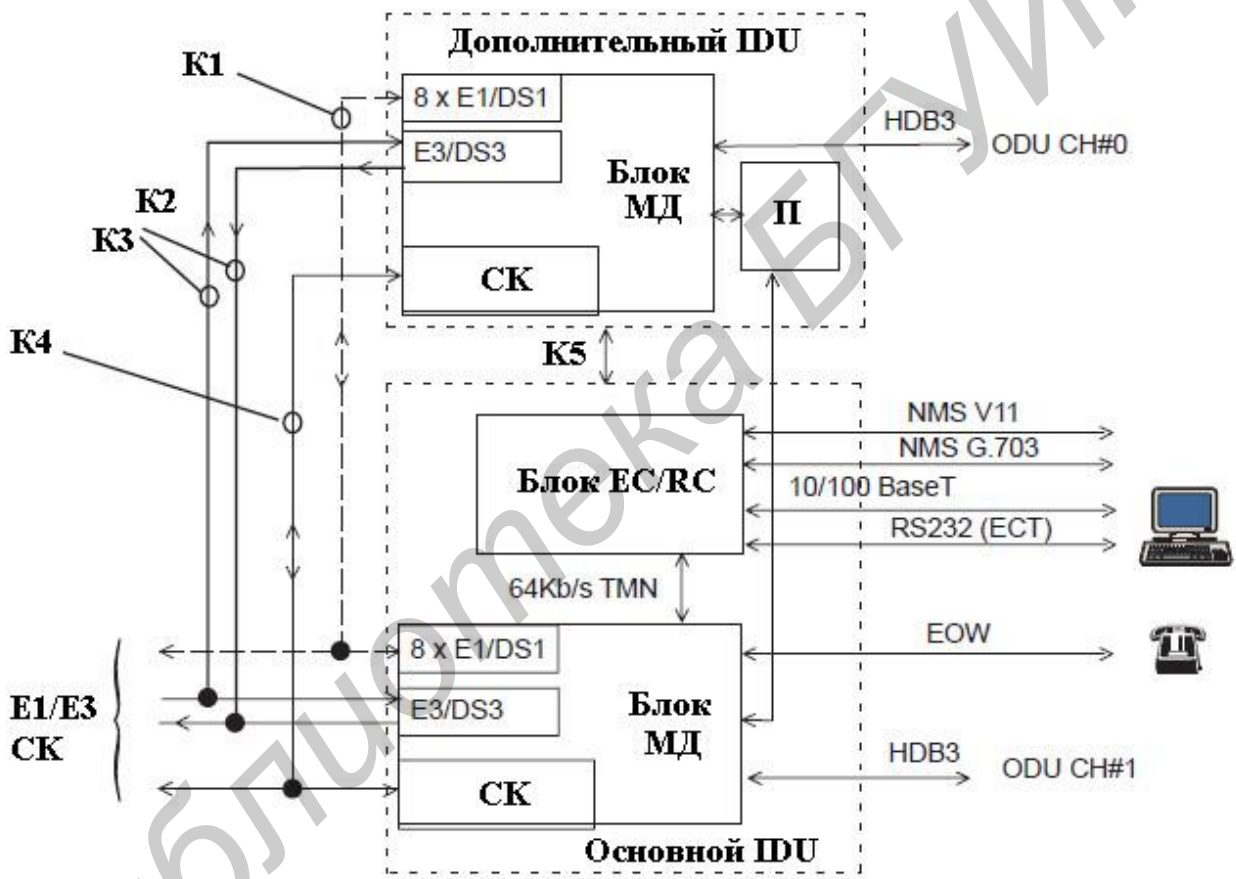 Дополнительный IDU
К1
8 x E1/DS1
HDB3
ODU CH#0
E3/DS3
Блок
МД
П
К2
К3
СК
К4
К5
NMS V11
NMS G.703
Блок EC/RC
10/100 BaseT
RS232 (ECT)
64Kb/s TMN
8 x E1/DS1
EOW
E1/E3
СК
E3/DS3
Блок
МД
HDB3
ODU CH#1
СК
Основной IDU
Библиотека БГУИР